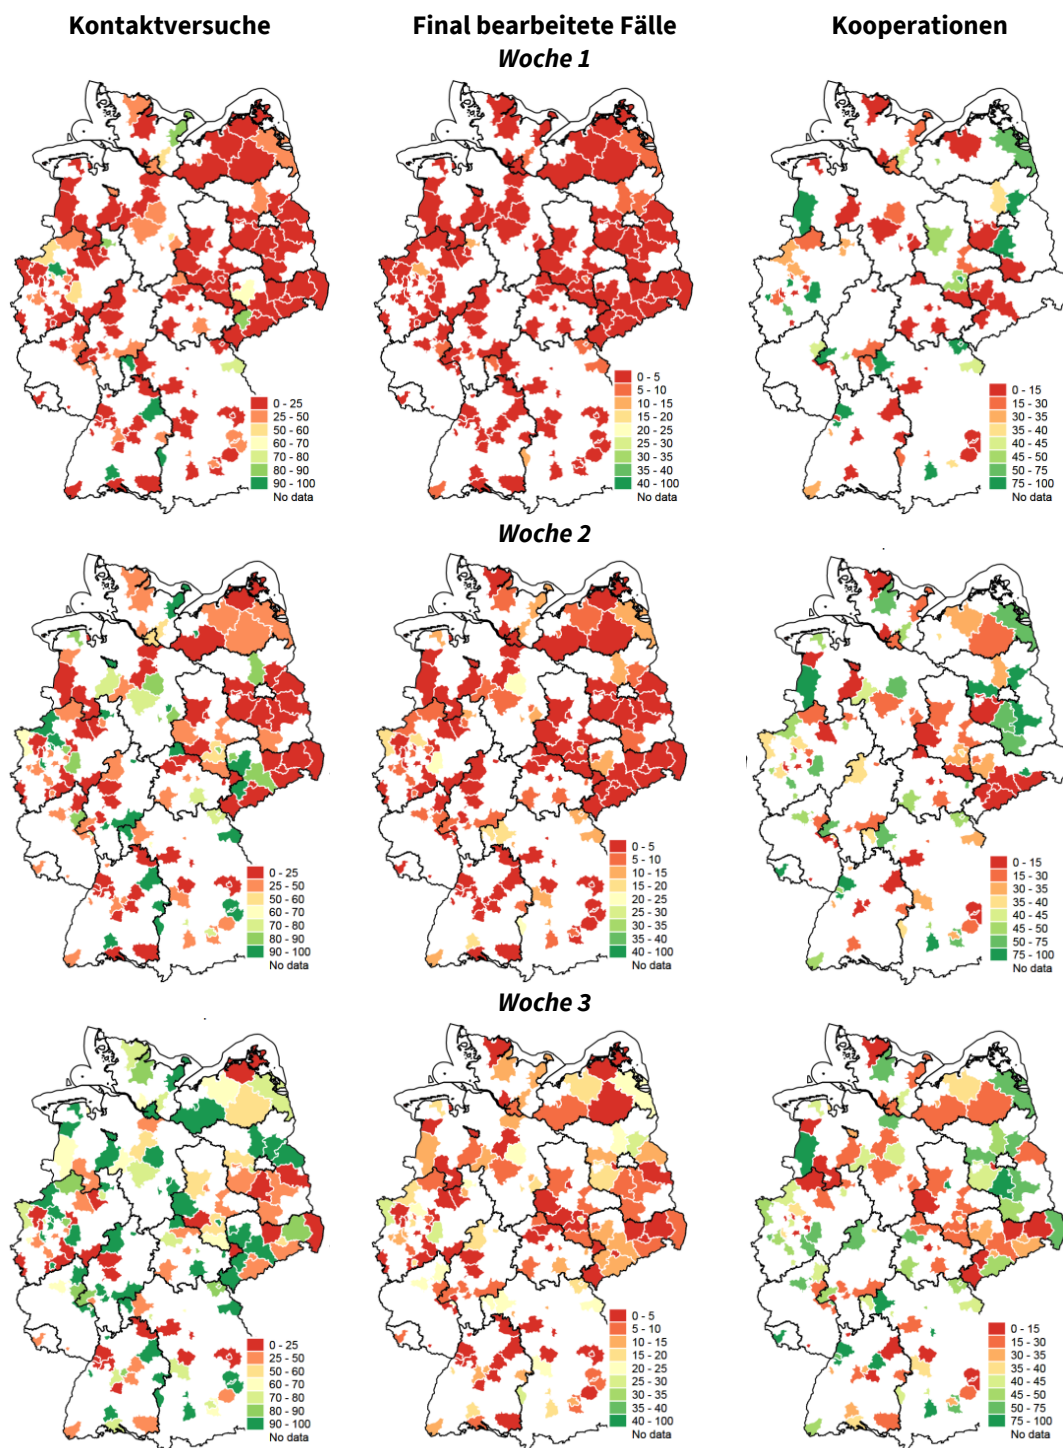 Kontaktversuche Final bearbeitete Fälle Kooperationen
Woche 1
0 - 25
25 - 50
50 - 60
60 - 70
70 - 80
80 - 90
90 - 100
No data
0 - 5
5 - 10
10 - 15
15 - 20
20 - 25
25 - 30
30 - 35
35 - 40
40 - 100
No data
0 - 15
15 - 30
30 - 35
35 - 40
40 - 45
45 - 50
50 - 75
75 - 100
No data
Woche 2
0 - 25
25 - 50
50 - 60
60 - 70
70 - 80
80 - 90
90 - 100
No data
0 - 5
5 - 10
10 - 15
15 - 20
20 - 25
25 - 30
30 - 35
35 - 40
40 - 100
No data
0 - 15
15 - 30
30 - 35
35 - 40
40 - 45
45 - 50
50 - 75
75 - 100
No data
Woche 3
0 - 25
25 - 50
50 - 60
60 - 70
70 - 80
80 - 90
90 - 100
No data
0 - 5
5 - 10
10 - 15
15 - 20
20 - 25
25 - 30
30 - 35
35 - 40
40 - 100
No data
0 - 15
15 - 30
30 - 35
35 - 40
40 - 45
45 - 50
50 - 75
75 - 100
No data